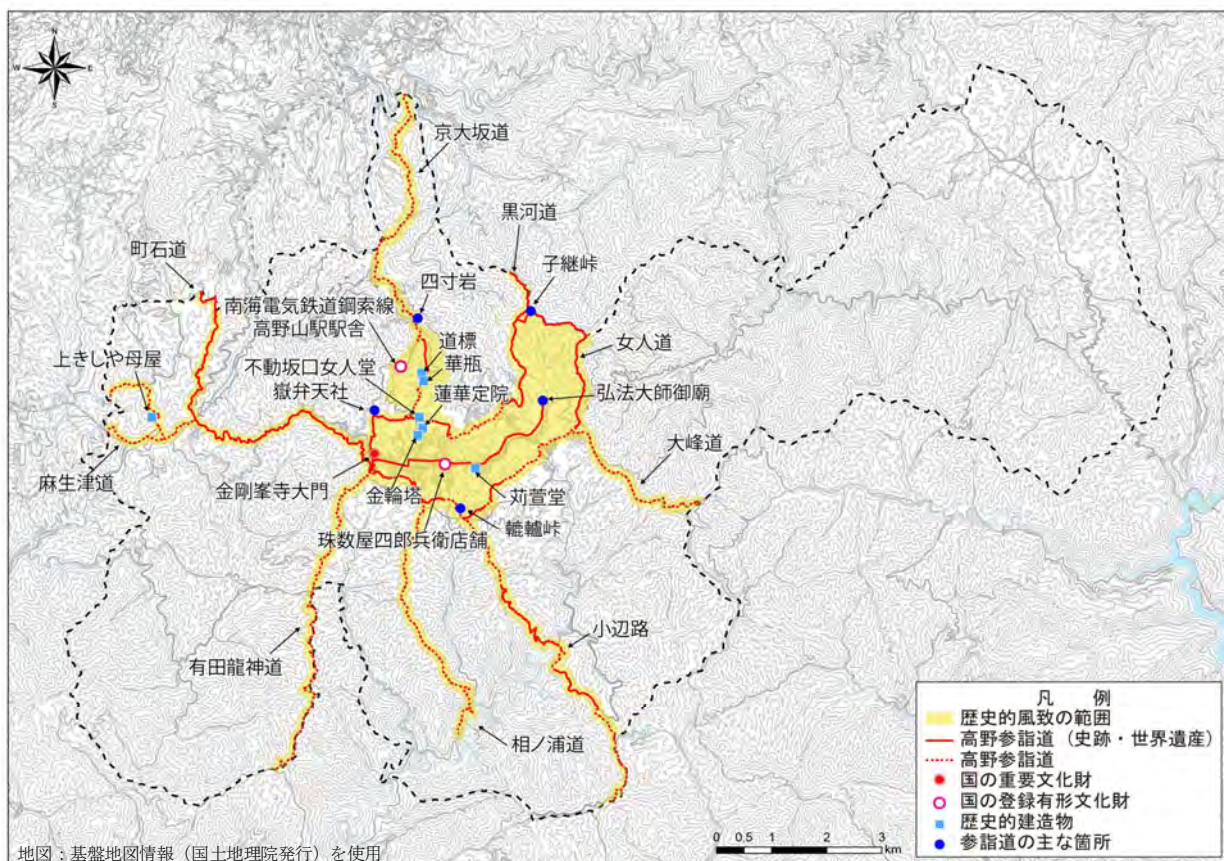 N
W
E
S
京大坂道
黒河道
町石道
子継峠
四寸岩
南海電気鉄道鋼索線
高野山駅駅舎
道標
女人道
上きしや母屋
不動坂口女人堂
華瓶
嶽弁天社
蓮華定院
弘法大師御廟
大峰道
麻生津道
金剛峯寺大門
金輪塔
苅萱堂
轆轤峠
珠数屋四郎兵衛店舗
小辺路
有田龍神道
相ノ浦道
凡 例
歴史的風致の範囲
高野参詣道（史跡・世界遺産）
高野参詣道
国の重要文化財
国の登録有形文化財
歴史的建造物
参詣道の主な箇所
0 0.5 1 2 3
km
地図：基盤地図情報（国土地理院発行）を使用